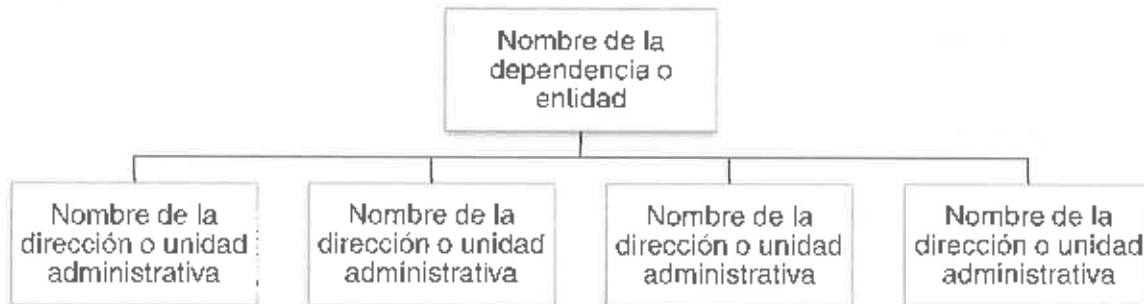 Nombre de la
dependencia o
entidad
Nombre de la
dirección o unidad
administrativa
Nombre de la
dirección o unidad
administrativa
Nombre de la
dirección o unidad
administrativa
Nombre de la
dirección o unidad
administrativa